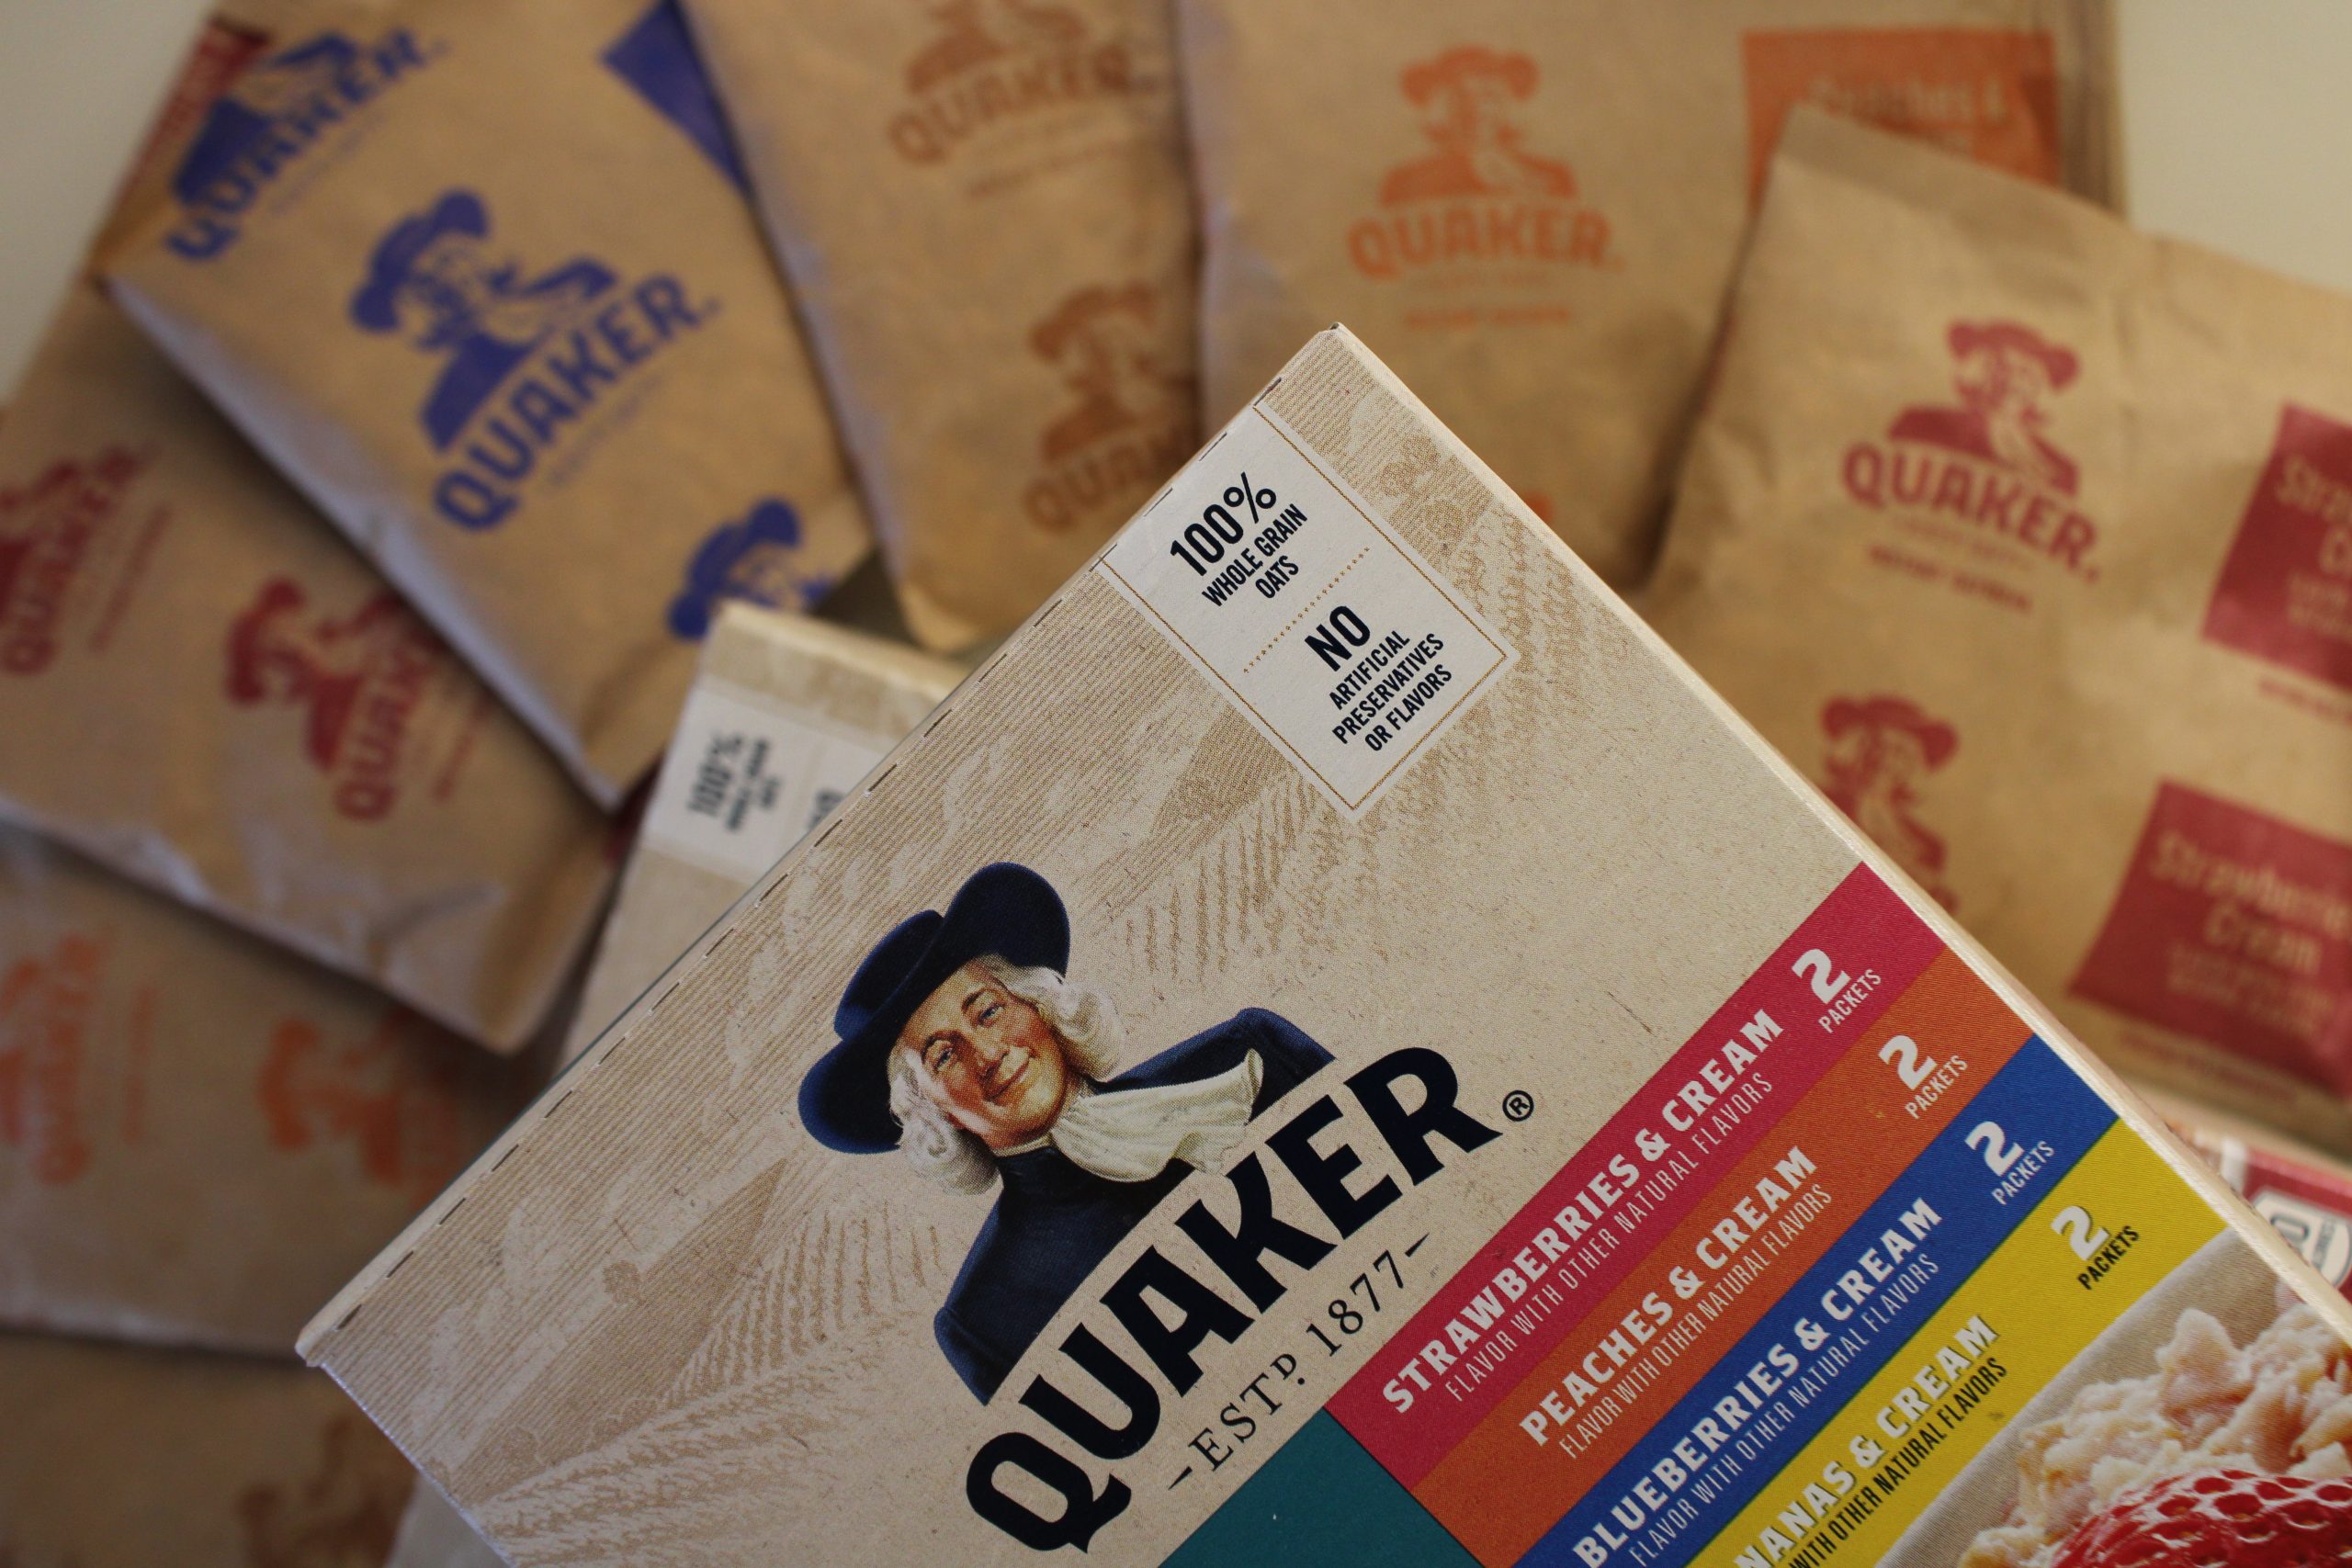 QUAKER
QUAKER
QUAKER.
QUAKER.
QUAKER
QUAKER.
QUAKER
QUAKER
100%
WHOLE GRAIN
OATS
NO
ARTIFICIAL
PRESERVATIVES
OR FLAVORS
100%
Strawberries
Cream
QUAKER®
–ESTD. 1877–
STRAWBERRIES & CREAM
FLAVOR WITH OTHER NATURAL FLAVORS
2
PACKETS
PEACHES & CREAM
FLAVOR WITH OTHER NATURAL FLAVORS
2
PACKETS
BLUEBERRIES & CREAM
FLAVOR WITH OTHER NATURAL FLAVORS
2
PACKETS
NANAS & CREAM
WITH OTHER NATURAL FLAVORS
2
PACKETS